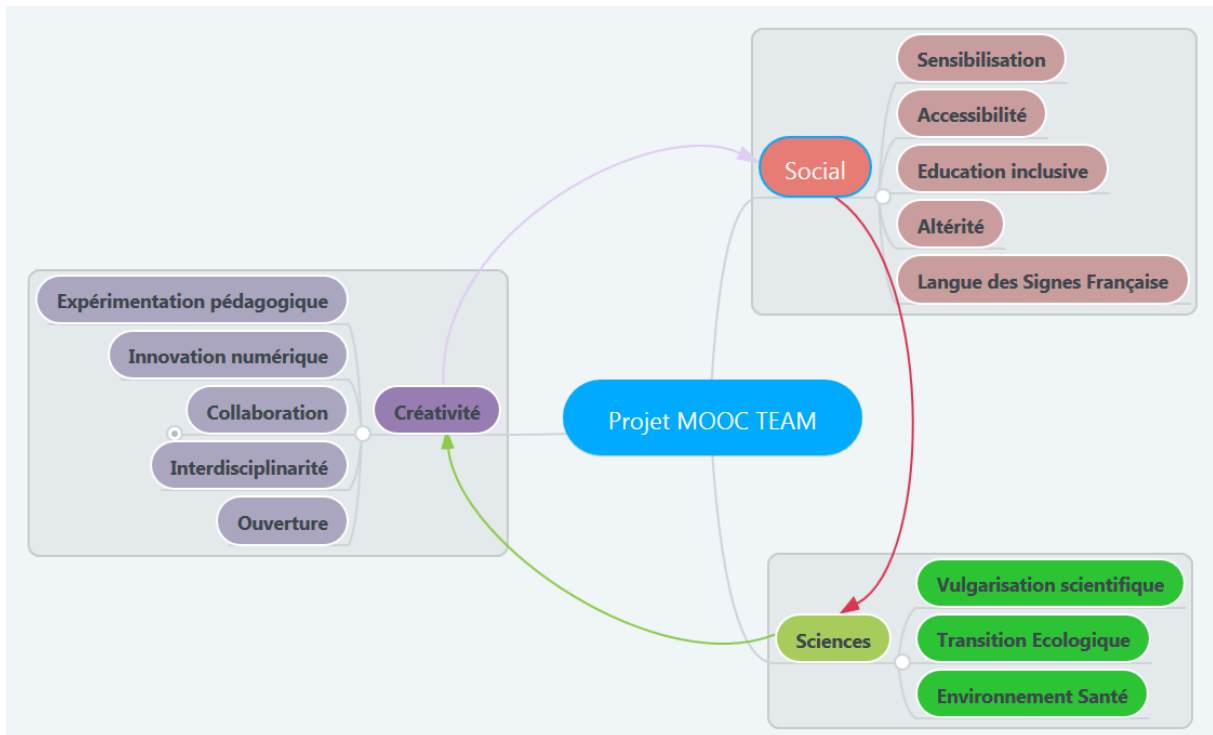 Sensibilisation
Accessibilité
Social
Education inclusive
Altérité
Langue des Signes Française
Expérimentation pédagogique
Innovation numérique
Collaboration
Créativité
Interdisciplinarité
Ouverture
Projet MOOC TEAM
Vulgarisation scientifique
Sciences
Transition Ecologique
Environnement Santé